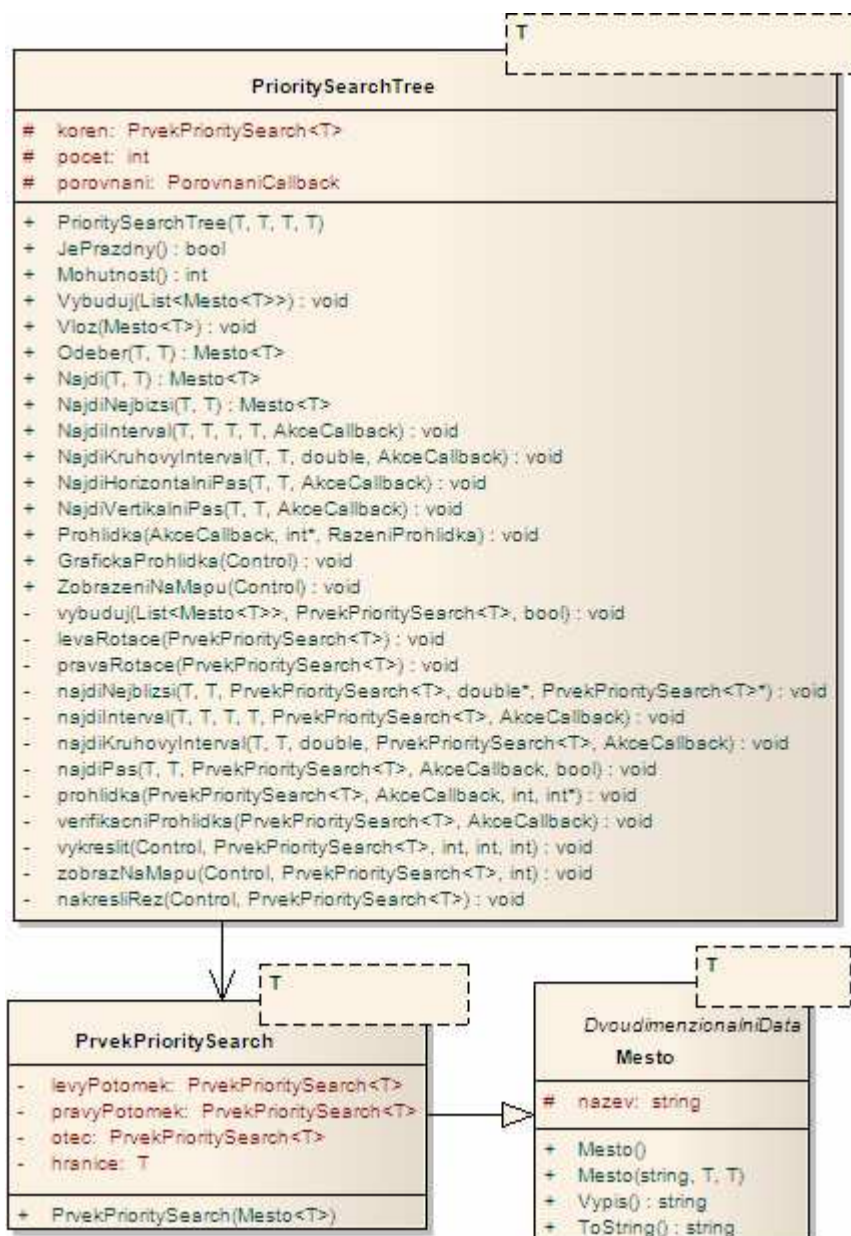 T
PrioritySearchTree
# koren: PrvekPrioritySearch<T>
# pocet: int
# porovnani: PorovnaniCallback
+ PrioritySearchTree(T, T, T, T)
+ JePrazdny() : bool
+ Mohutnost() : int
+ Vybuduj(List<Mesto<T>>) : void
+ Vloz(Mesto<T>) : void
+ Odeber(T, T) : Mesto<T>
+ Najdi(T, T) : Mesto<T>
+ NajdiNejbizsi(T, T) : Mesto<T>
+ NajdiInterval(T, T, T, T, AkceCallback) : void
+ NajdiKruhovyInterval(T, T, double, AkceCallback) : void
+ NajdiHorizontalniPas(T, T, AkceCallback) : void
+ NajdiVertikalniPas(T, T, AkceCallback) : void
+ Prohlidka(AkceCallback, int*, RazeniProhlidka) : void
+ GrafickaProhlidka(Control) : void
+ ZobrazeniNaMapu(Control) : void
- vybuduj(List<Mesto<T>>, PrvekPrioritySearch<T>, bool) : void
- levaRotace(PrvekPrioritySearch<T>) : void
- pravaRotace(PrvekPrioritySearch<T>) : void
- najdiNejblizsi(T, T, PrvekPrioritySearch<T>, double*, PrvekPrioritySearch<T>*) : void
- najdiInterval(T, T, T, T, PrvekPrioritySearch<T>, AkceCallback) : void
- najdiKruhovyInterval(T, T, double, PrvekPrioritySearch<T>, AkceCallback) : void
- najdiPas(T, T, PrvekPrioritySearch<T>, AkceCallback, bool) : void
- prohlidka(PrvekPrioritySearch<T>, AkceCallback, int, int*) : void
- verifikacniProhlidka(PrvekPrioritySearch<T>, AkceCallback) : void
- vykreslit(Control, PrvekPrioritySearch<T>, int, int, int) : void
- zobrazNaMapu(Control, PrvekPrioritySearch<T>, int) : void
- nakresliRez(Control, PrvekPrioritySearch<T>) : void
T
PrvekPrioritySearch
- levyPotomek: PrvekPrioritySearch<T>
- pravyPotomek: PrvekPrioritySearch<T>
- otec: PrvekPrioritySearch<T>
- hranice: T
+ PrvekPrioritySearch(Mesto<T>)
T
DvoudimenzionalniData
Mesto
# nazev: string
+ Mesto()
+ Mesto(string, T, T)
+ Vypis() : string
+ ToString() : string